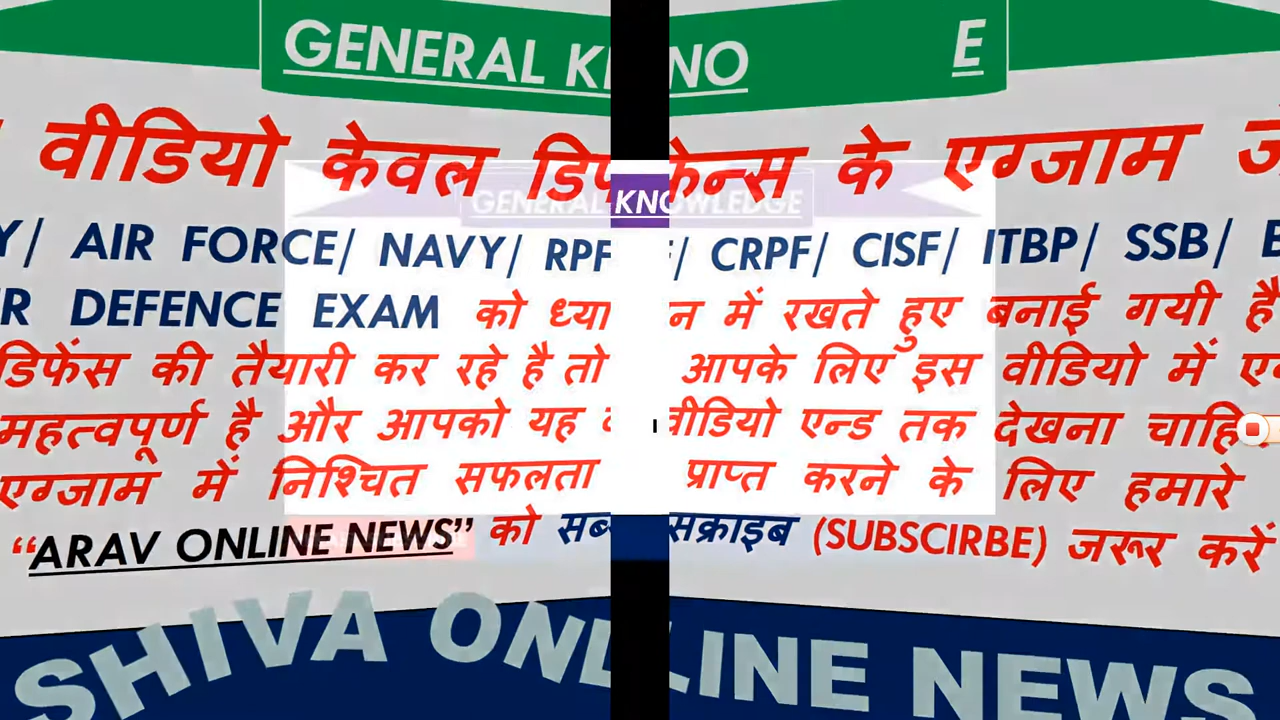 GENERAL KNO E
GENERAL KNOWLEDGE
वीडियो केवल डिफेन्स के एग्जाम
Y/ AIR FORCE/ NAVY/ RPF F/ CRPF/ CISF/ ITBP/ SSB/
R DEFENCE EXAM को ध्यान में रखते हुए बनाई गयी है
डिफेंस की तैयारी कर रहे है तो आपके लिए इस वीडियो में
महत्वपूर्ण है और आपको यह वीडियो एन्ड तक देखना चाहि
एग्जाम में निश्चित सफलता प्राप्त करने के लिए हमारे
“ARAV ONLINE NEWS” को सब्सक्राइब (SUBSCIRBE) जरूर करें
SHIVA ONLINE NEWS